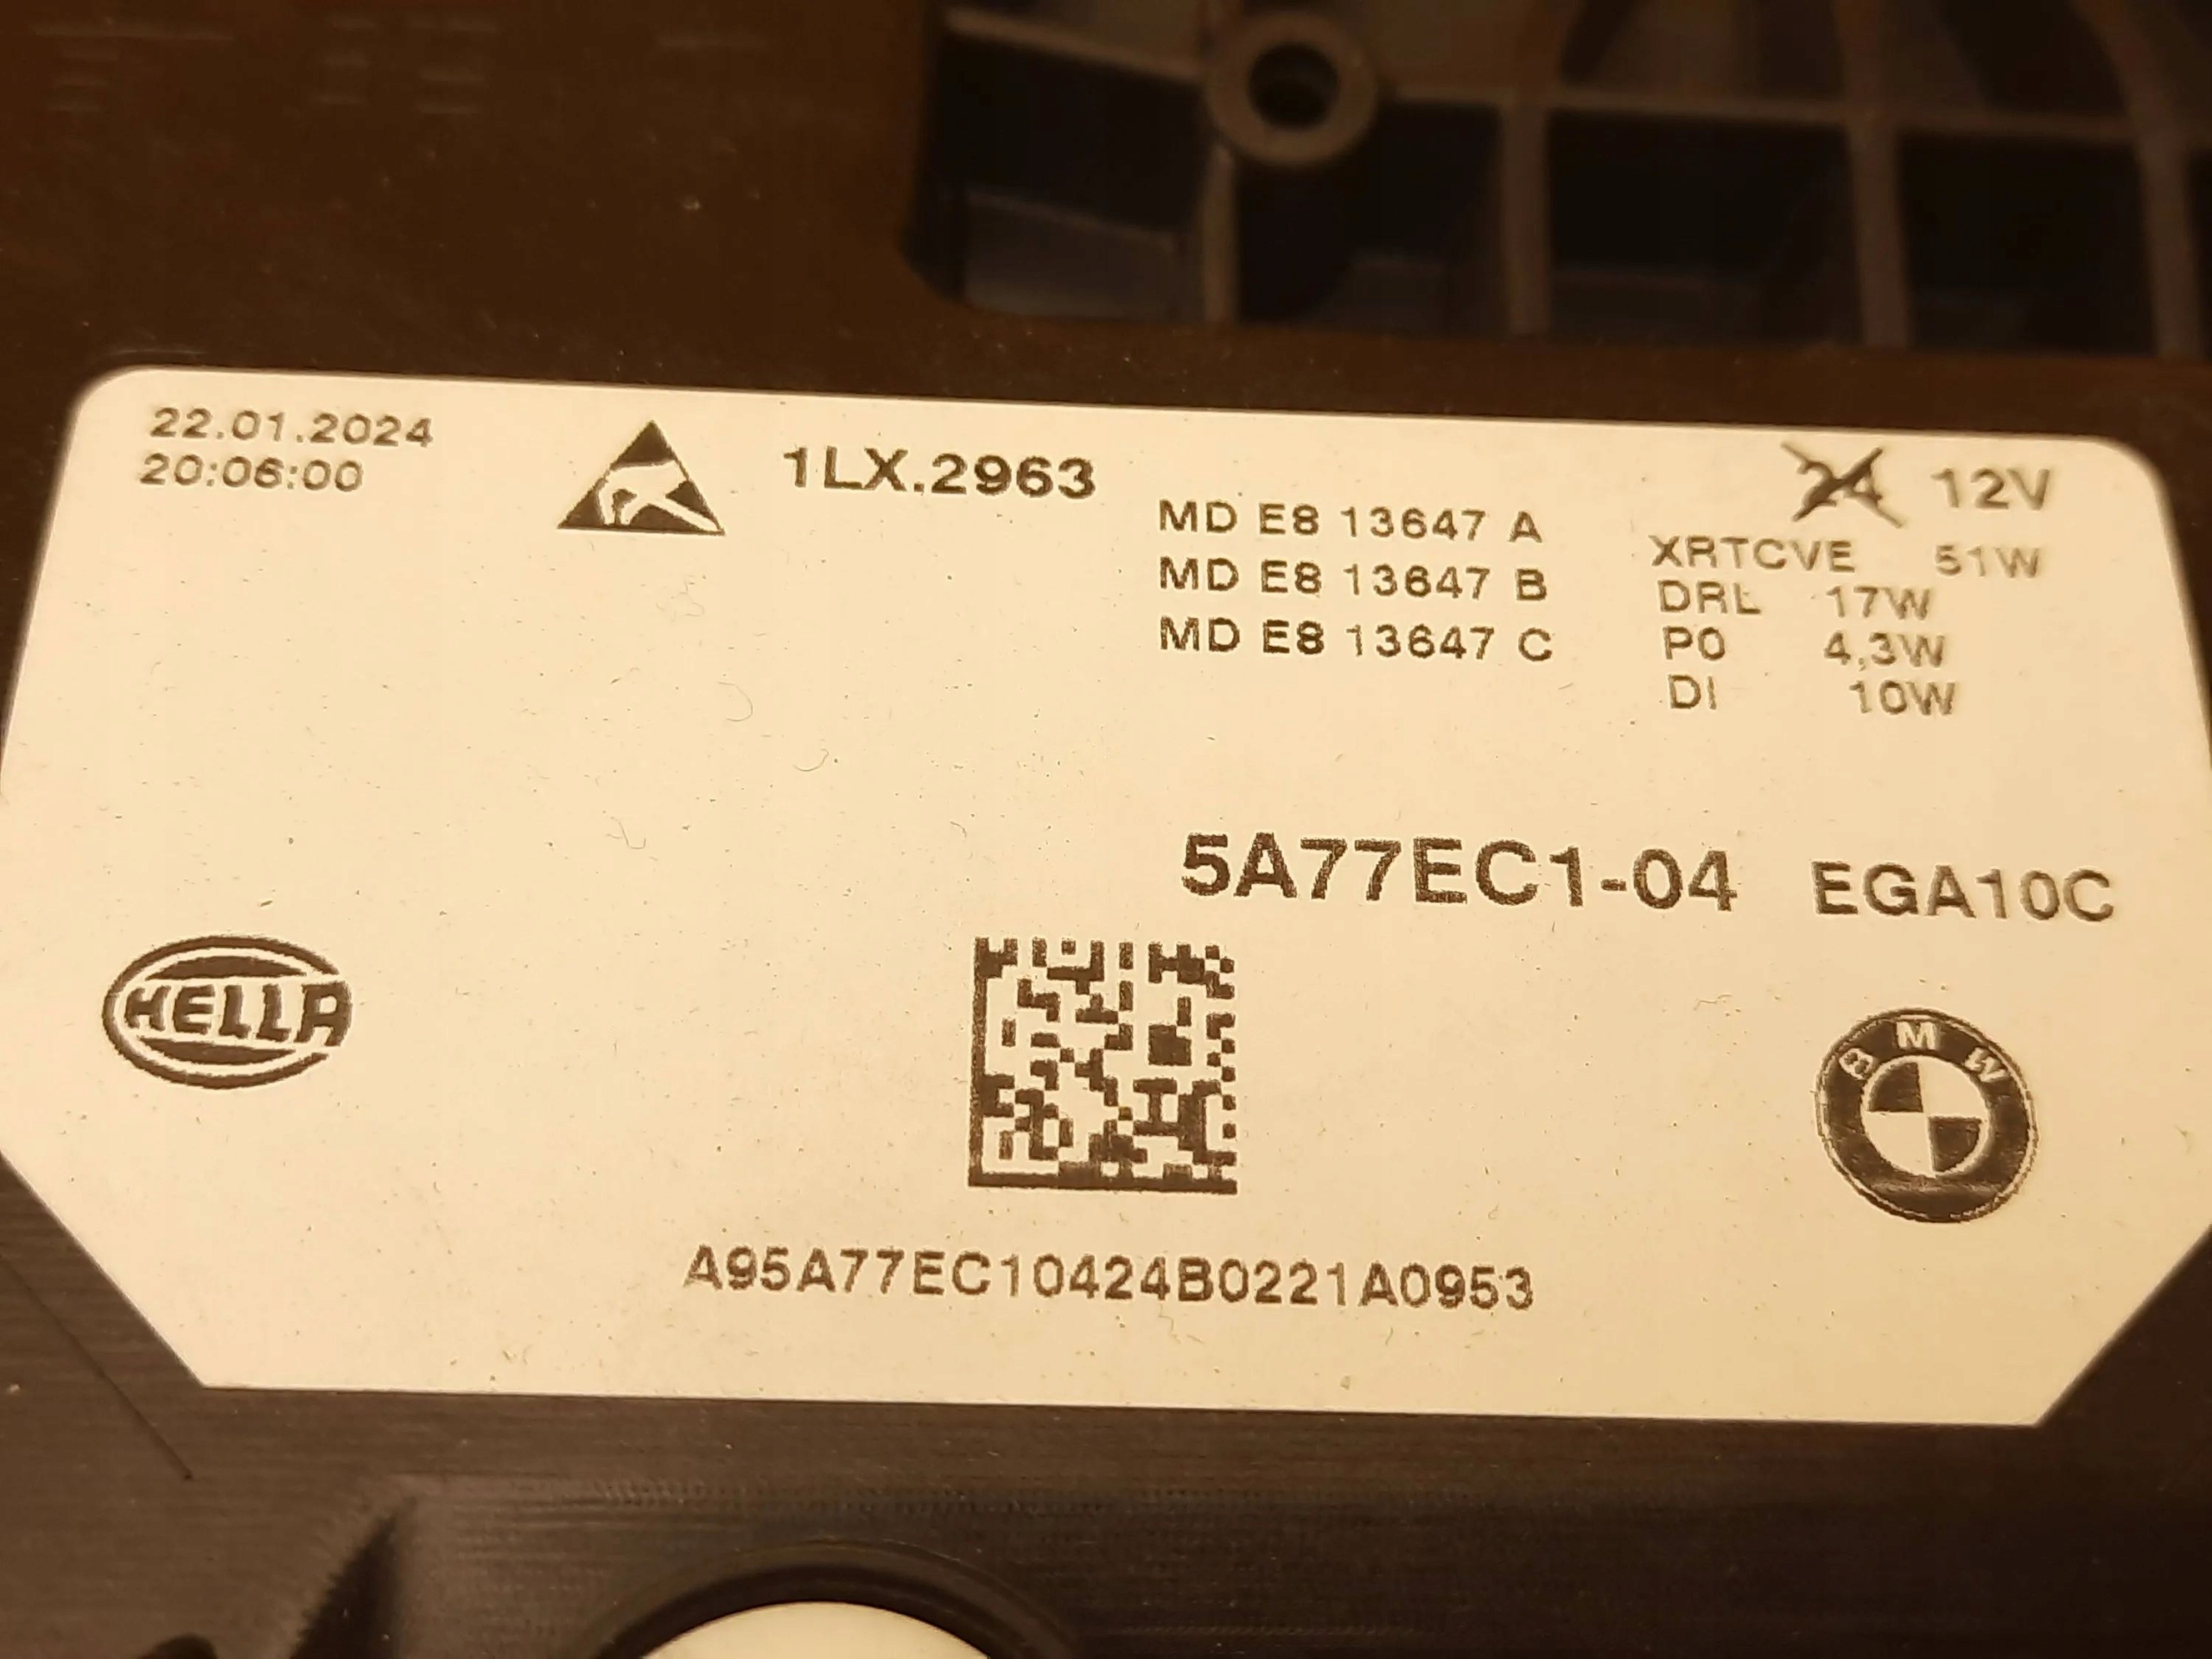 22.01.2024
20:06:00
1LX.2963
MD E8 13647 A
MD E8 13647 B
MD E8 13647 C
24 12V
XRTCVE 51W
DRL 17W
PO 4,3W
DI 10W
5A77EC1-04 EGA10C
HELLA
BMW
A95A77EC10424B0221A0953